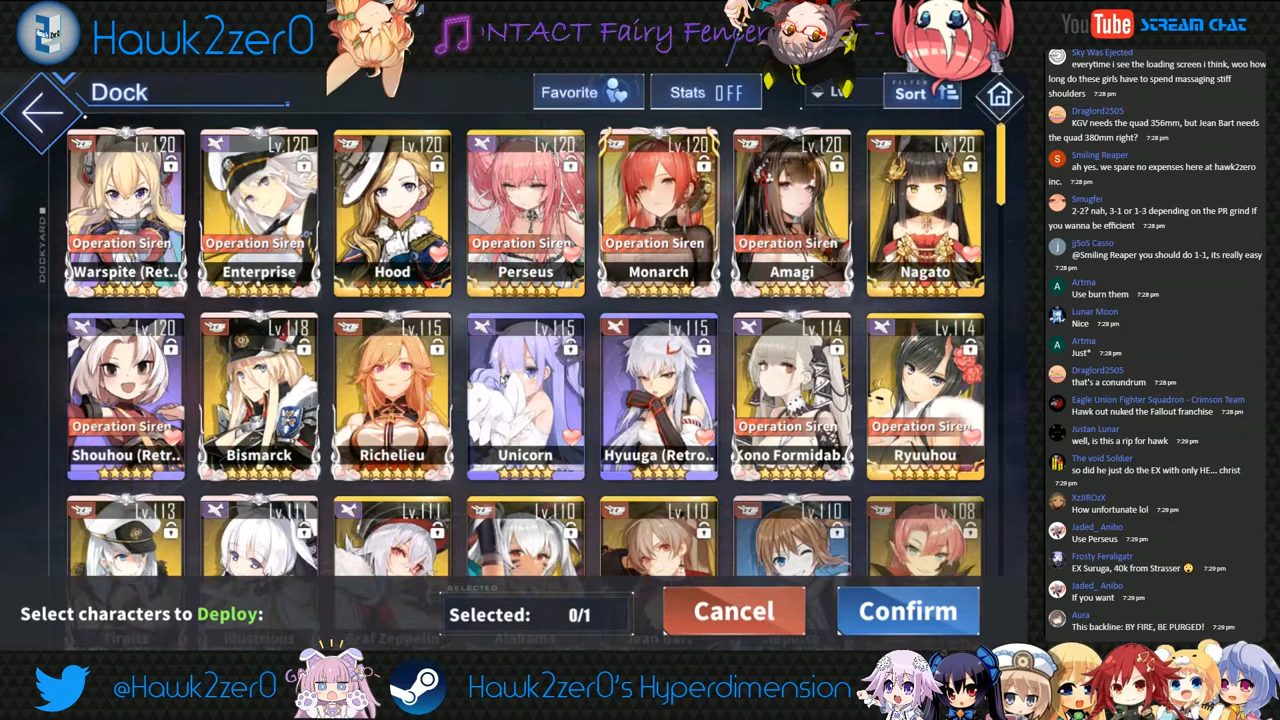 Hawk2zer0
NTACT Fairy Fencer
-
You Tube STREAM CHAT
Dock
Favorite
Stats OFF
FILTER
Sort
DOCKYARD
Lv.120
Operation Siren
Warspite (Ret..
Lv.120
Operation Siren
Enterprise
Lv.120
Hood
Lv.120
Operation Siren
Perseus
Lv.120
Operation Siren
Monarch
Lv.120
Operation Siren
Amagi
Lv.120
Nagato
Lv.120
Operation Siren
Shouhou (Retr..
Lv.118
Bismarck
Lv.115
Operation Siren
Richelieu
Lv.115
Unicorn
Lv.115
Hyuuga (Retro..
Lv.114
Operation Siren
Kono Formidab..
Lv.114
Operation Siren
Ryuuhou
Lv.113
Tirpitz
Lv.111
Illustrious
Lv.111
Graf Zeppelin
Lv.110
Alabama
Lv.110
Jean Bart
Lv.110
Lv.108
Select characters to Deploy:
SELECTED
Selected: 0/1
Cancel
Confirm
@Hawk2zer0
Hawk2zer0's Hyperdimension
Sky Was Ejected
everytime i see the loading screen i think, woo how
long do these girls have to spend massaging stiff
shoulders 7:28 pm
Draglord2505
KGV needs the quad 356mm, but Jean Bart needs
the quad 380mm right? 7:28 pm
Smiling Reaper
ah yes. we spare no expenses here at hawk2zero
inc. 7:28 pm
Smugfei
2-2? nah, 3-1 or 1-3 depending on the PR grind If
you wanna be efficient 7:28 pm
jjSoS Casso
@Smiling Reaper you should do 1-1, its really easy
7:28 pm
Artma
Use burn them 7:28 pm
Lunar Moon
Nice 7:28 pm
Artma
Just* 7:28 pm
Draglord2505
that's a conundrum 7:28 pm
Eagle Union Fighter Squadron - Crimson Team
Hawk out nuked the Fallout franchise 7:28 pm
Justan Lunar
well, is this a rip for hawk 7:29 pm
The void Soldier
so did he just do the EX with only HE... christ
7:29 pm
XzJIROzX
How unfortunate lol 7:29 pm
Jaded_Anibo
Use Perseus 7:29 pm
Frosty Feraligatr
EX Suruga, 40k from Strasser 😲 7:29 pm
Jaded_Anibo
If you want 7:29 pm
Aura
This backline: BY FIRE, BE PURGED! 7:29 pm